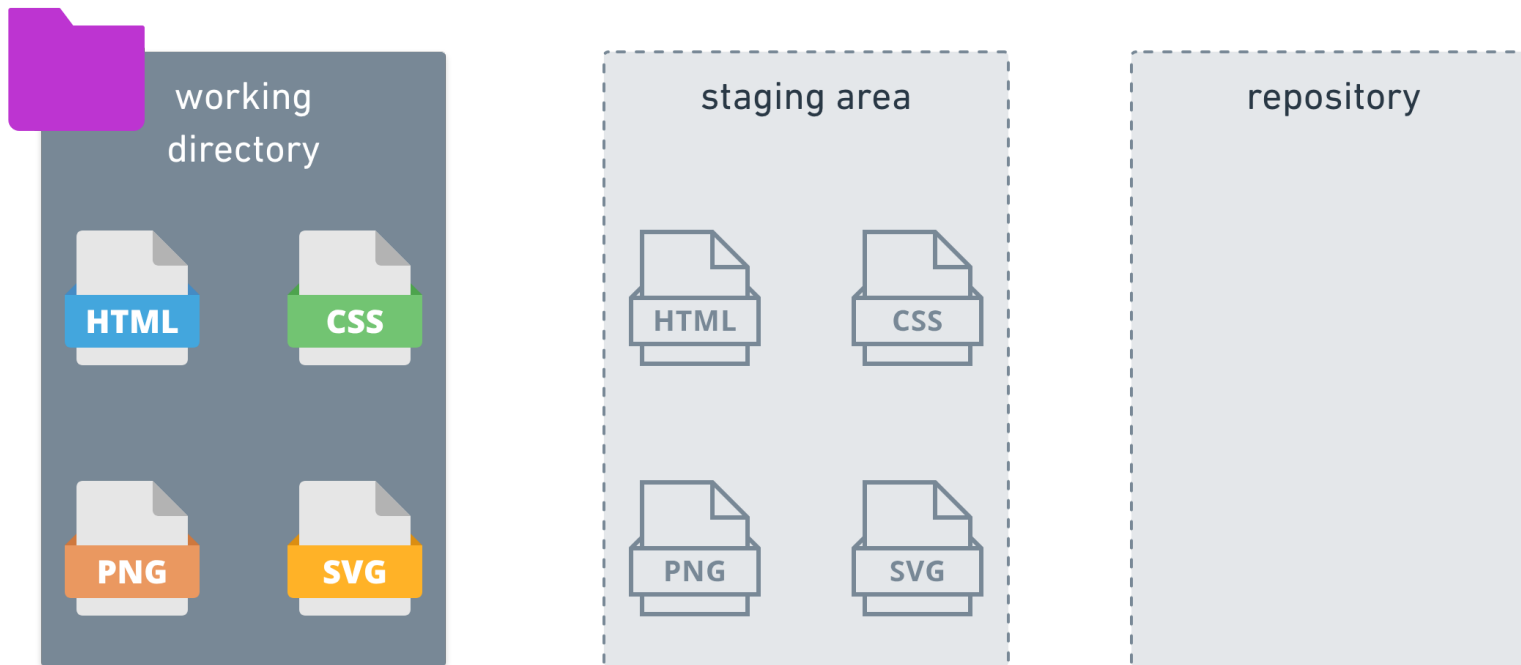 working
directory
staging area
repository
HTML
CSS
HTML
CSS
PNG
SVG
PNG
SVG